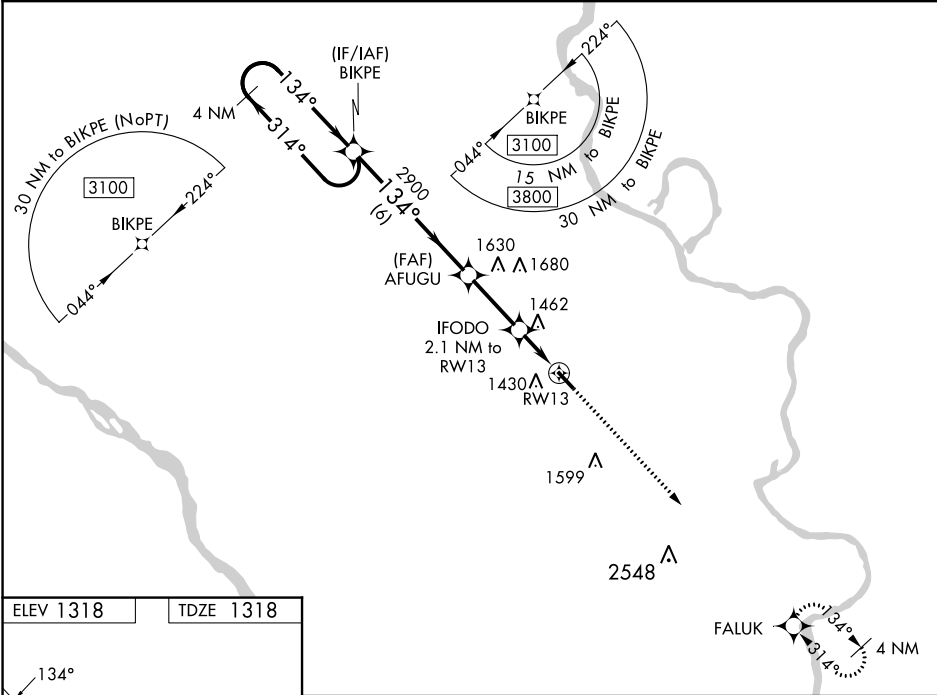 (IF/IAF)
BIKPE
134°
4 NM
314°
30 NM to BIKPE (NoPT)
3100
224°
BIKPE
044°
224°
BIKPE
3100
044°
15 NM to BIKPE
3800
30 NM to BIKPE
2900
134°
(6)
(FAF)
AFUGU
1630
1680
1462
IFODO
2.1 NM to
RW13
1430
RW13
1599
2548
FALUK
134°
314°
4 NM
ELEV 1318
TDZE 1318
134°